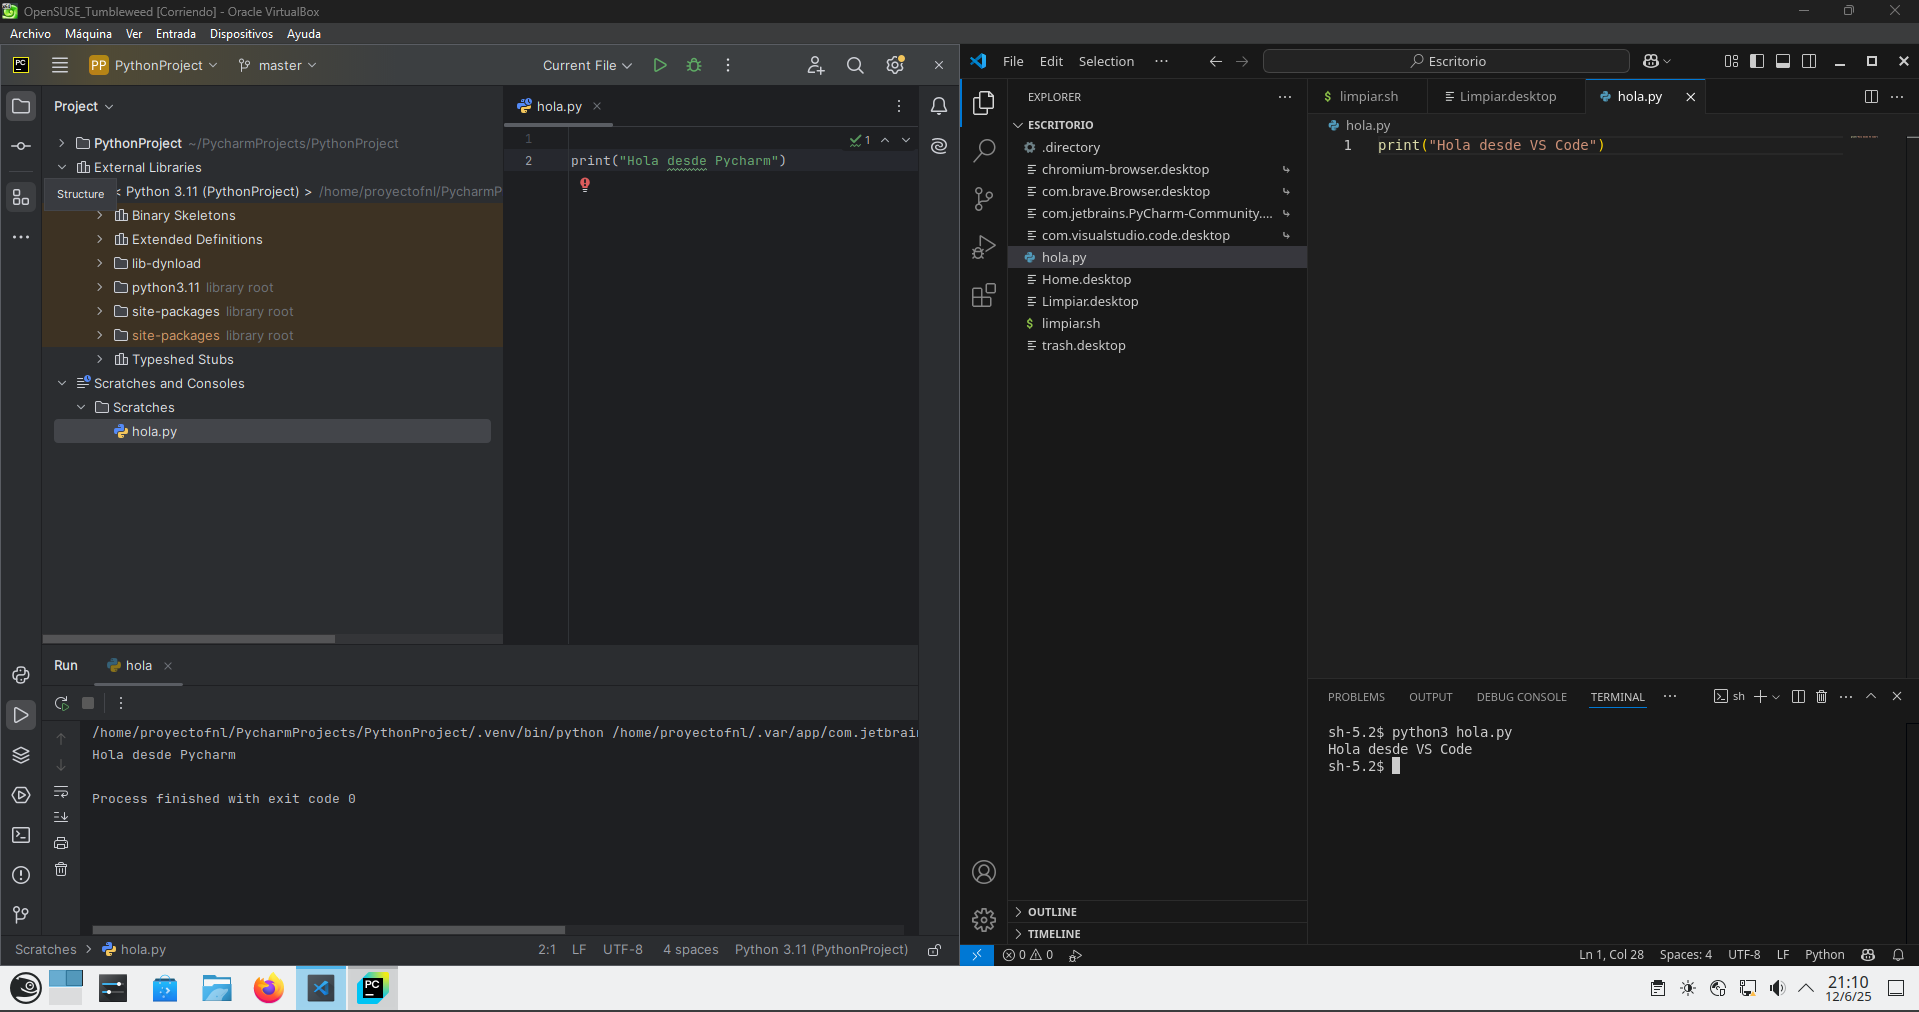 OpenSUSE_Tumbleweed [Corriendo] - Oracle VirtualBox
Archivo Máquina Ver Entrada Dispositivos Ayuda
PC PP PythonProject master Current File
Project
PythonProject ~/PycharmProjects/PythonProject
External Libraries
< Python 3.11 (PythonProject) > /home/proyectofnl/PycharmP
Structure
Binary Skeletons
Extended Definitions
lib-dynload
python3.11 library root
site-packages library root
site-packages library root
Typeshed Stubs
Scratches and Consoles
Scratches
hola.py
hola.py
1
1
2 print("Hola desde Pycharm")
Run hola
/home/proyectofnl/PycharmProjects/PythonProject/.venv/bin/python /home/proyectofnl/.var/app/com.jetbrain
Hola desde Pycharm
Process finished with exit code 0
Scratches > hola.py 2:1 LF UTF-8 4 spaces Python 3.11 (PythonProject)
File Edit Selection ··· Escritorio
EXPLORER
ESCRITORIO
.directory
chromium-browser.desktop
com.brave.Browser.desktop
com.jetbrains.PyCharm-Community....
com.visualstudio.code.desktop
hola.py
Home.desktop
Limpiar.desktop
limpiar.sh
trash.desktop
OUTLINE
TIMELINE
$ limpiar.sh Limpiar.desktop hola.py
hola.py
1 print("Hola desde VS Code")
PROBLEMS OUTPUT DEBUG CONSOLE TERMINAL ··· sh
sh-5.2$ python3 hola.py
Hola desde VS Code
sh-5.2$
0 0 Ln 1, Col 28 Spaces: 4 UTF-8 LF Python
PC
21:10
12/6/25